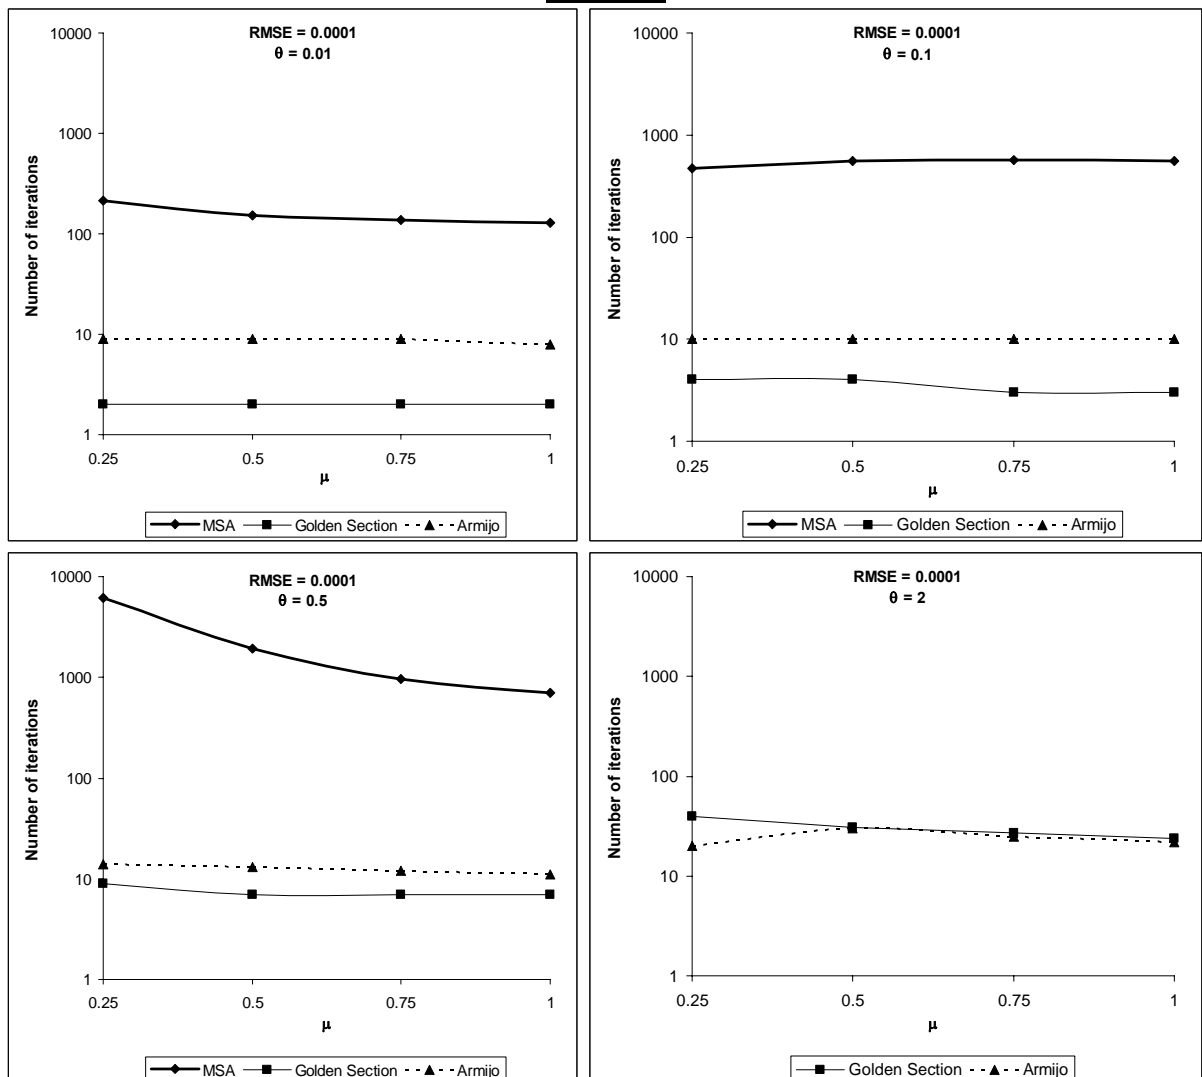 RMSE = 0.0001
θ = 0.01
10000
1000
100
10
1
Number of iterations
0.25 0.5 0.75 1
μ
MSA Golden Section Armijo
RMSE = 0.0001
θ = 0.1
10000
1000
100
10
1
Number of iterations
0.25 0.5 0.75 1
μ
MSA Golden Section Armijo
RMSE = 0.0001
θ = 0.5
10000
1000
100
10
1
Number of iterations
0.25 0.5 0.75 1
μ
MSA Golden Section Armijo
RMSE = 0.0001
θ = 2
10000
1000
100
10
1
Number of iterations
0.25 0.5 0.75 1
μ
Golden Section Armijo